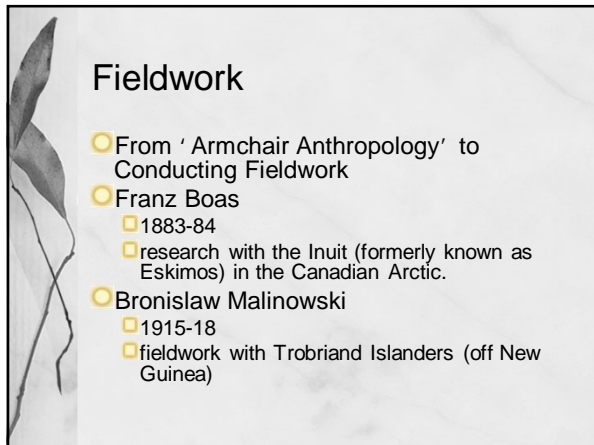 Fieldwork
From ‘ Armchair Anthropology’ to
Conducting Fieldwork
Franz Boas
1883-84
research with the Inuit (formerly known as
Eskimos) in the Canadian Arctic.
Bronislaw Malinowski
1915-18
fieldwork with Trobriand Islanders (off New
Guinea)